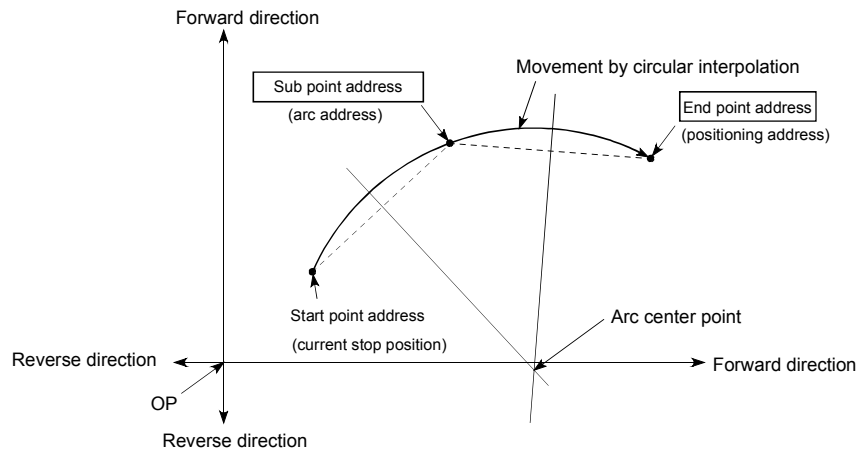 Forward direction
Movement by circular interpolation
Sub point address
(arc address)
End point address
(positioning address)
Start point address
(current stop position)
Arc center point
Reverse direction
Forward direction
OP
Reverse direction